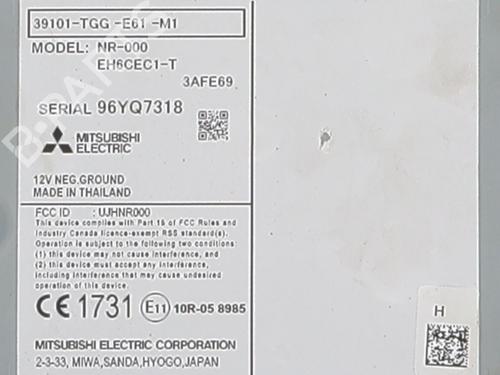 39101-TGG -E61 -M1
MODEL: NR-000
EH6CEC1-T
3AFE69
SERIAL 96YQ7318
MITSUBISHI
ELECTRIC
12V NEG.GROUND
MADE IN THAILAND
FCC ID : UJHNR000
This device complies with Part 15 of FCC Rules and
Industry Canada licence-exempt RSS standard(s).
Operation is subject to the following two conditions:
(1) this device may not cause interference, and
(2) this device must accept any interference,
including interference that may cause undesired
operation of this device.
CE 1731 E11 10R-05 8985
MITSUBISHI ELECTRIC CORPORATION
2-3-33, MIWA,SANDA,HYOGO,JAPAN
H
B-PARTS